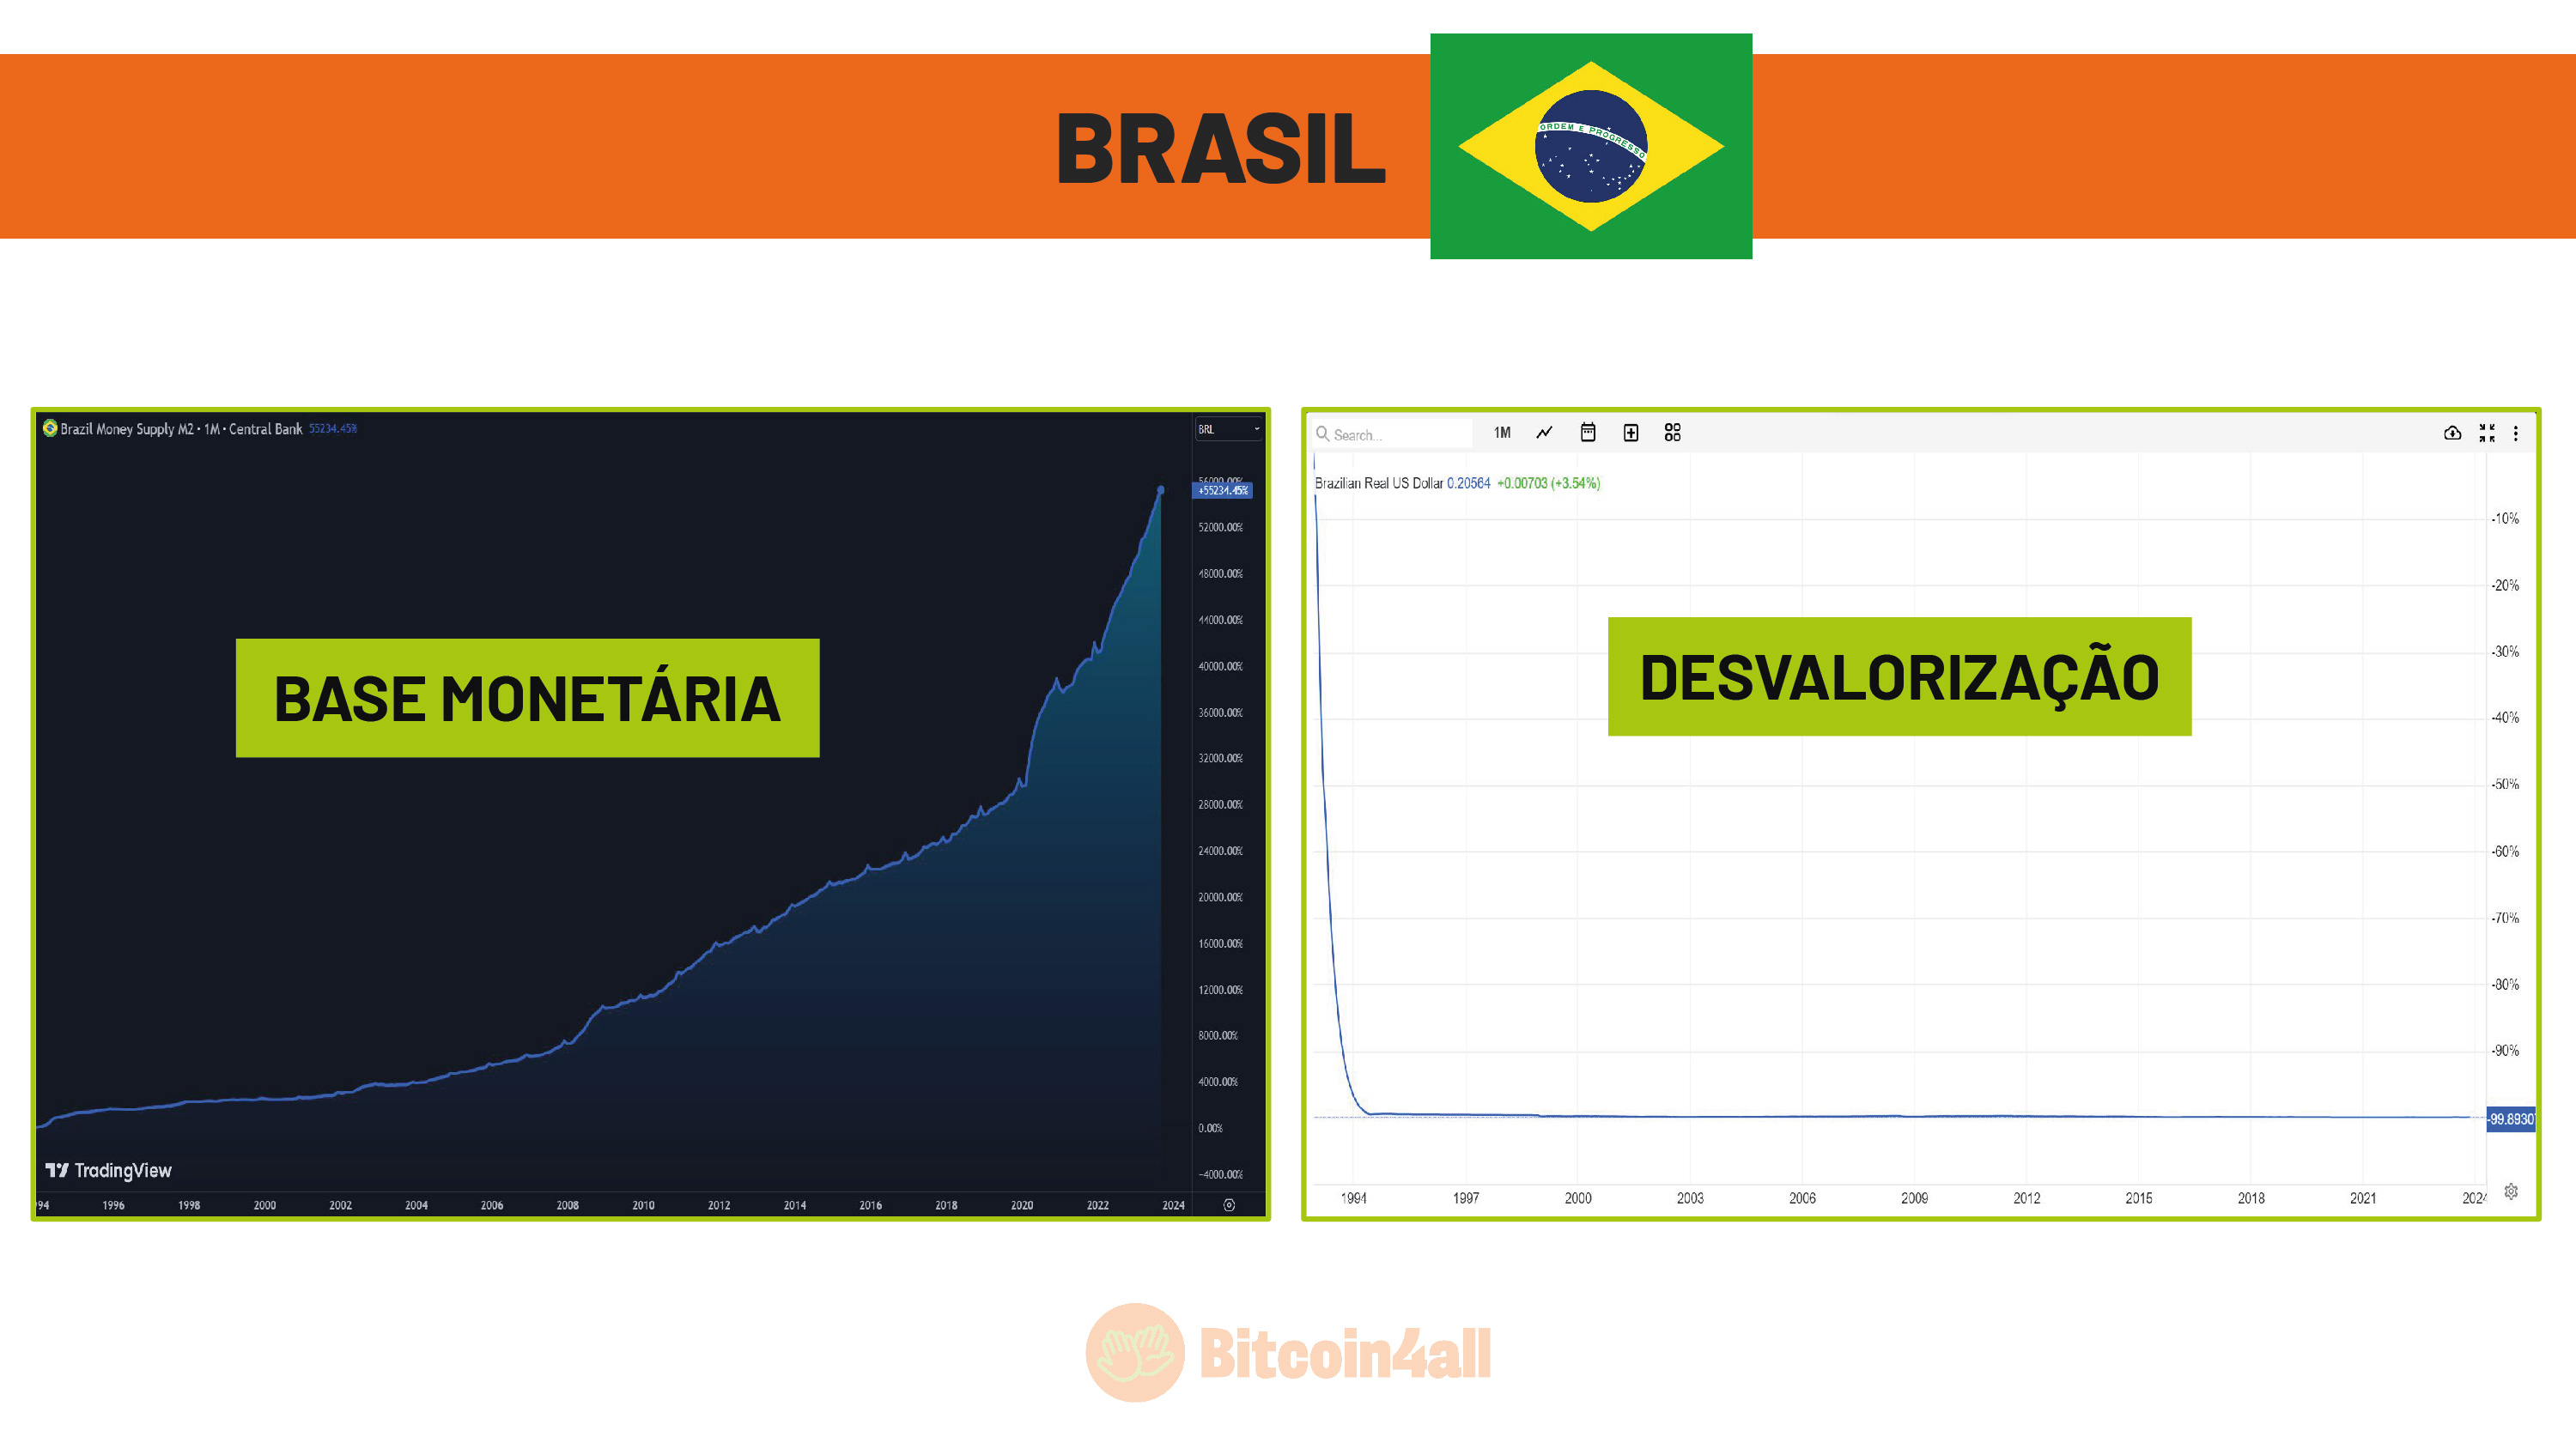 BRASIL
ORDEM E PROGRESSO
Brazil Money Supply M2 · 1M · Central Bank 55234.45%
BRL
+55234.45%
52000.00%
48000.00%
44000.00%
40000.00%
36000.00%
32000.00%
28000.00%
24000.00%
20000.00%
16000.00%
12000.00%
8000.00%
4000.00%
0.00%
-4000.00%
BASE MONETÁRIA
TradingView
94 1996 1998 2000 2002 2004 2006 2008 2010 2012 2014 2016 2018 2020 2022 2024
Search... 1M
Brazilian Real US Dollar 0.20564 +0.00703 (+3.54%)
-10%
-20%
-30%
-40%
-50%
-60%
-70%
-80%
-90%
-99.8930
DESVALORIZAÇÃO
1994 1997 2000 2003 2006 2009 2012 2015 2018 2021 2024
Bitcoin4all